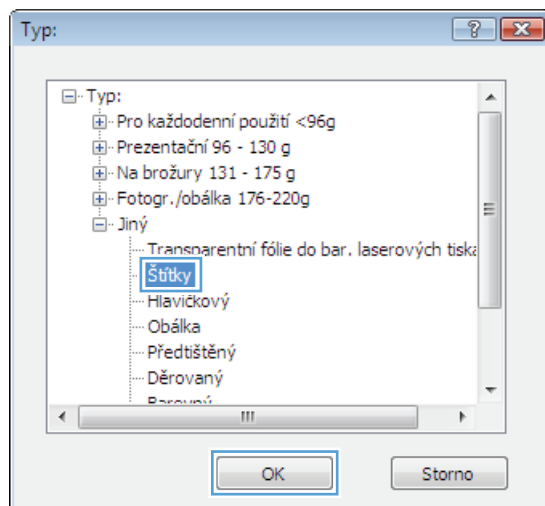 Typ:
Typ:
Pro každodenní použití <96g
Prezentační 96 - 130 g
Na brožury 131 - 175 g
Fotogr./obálka 176-220g
Jiný
Transparentní fólie do bar. laserových tiska
Štítky
Hlavičkový
Obálka
Předtištěný
Děrovaný
Barevný
OK Storno